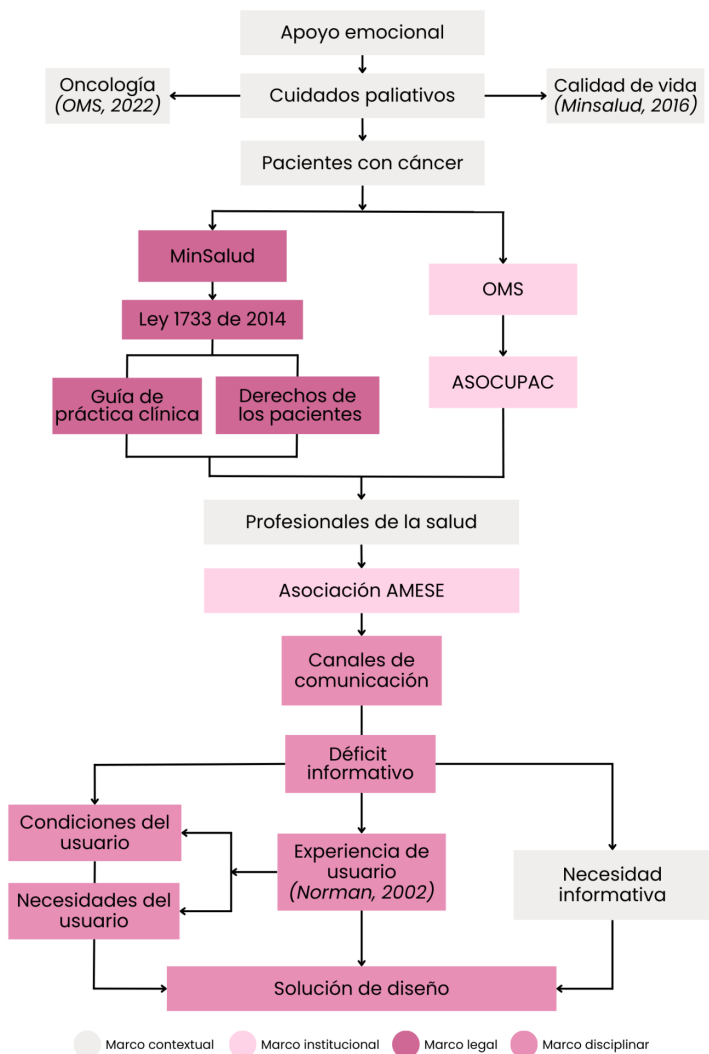 Apoyo emocional
Oncología
(OMS, 2022)
Cuidados paliativos
Calidad de vida
(Minsalud, 2016)
Pacientes con cáncer
MinSalud
OMS
Ley 1733 de 2014
ASOCUPAC
Guía de
práctica clínica
Derechos de
los pacientes
Profesionales de la salud
Asociación AMESE
Canales de
comunicación
Déficit
informativo
Condiciones del
usuario
Experiencia de
usuario
(Norman, 2002)
Necesidad
informativa
Necesidades del
usuario
Solución de diseño
Marco contextual
Marco institucional
Marco legal
Marco disciplinar